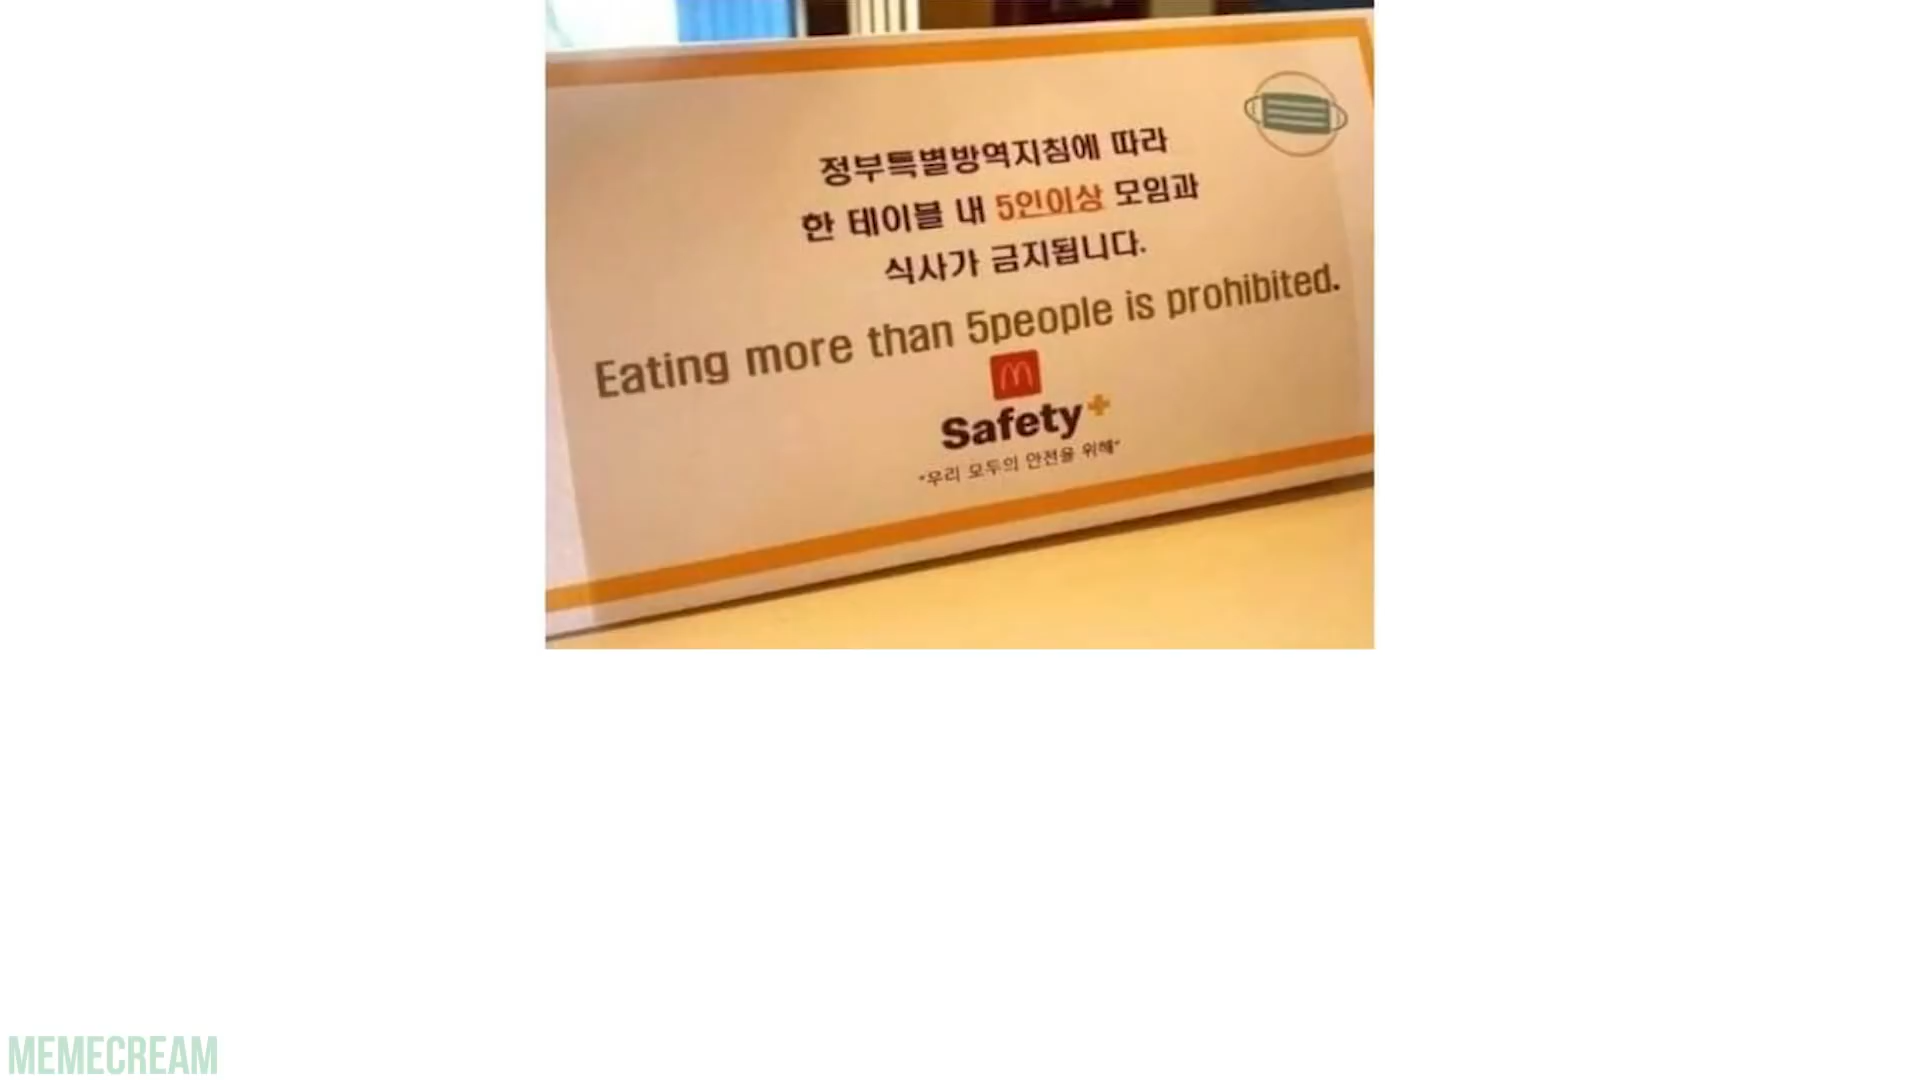 정부특별방역지침에 따라
한 테이블 내 5인이상 모임과
식사가 금지됩니다.
Eating more than 5people is prohibited.
M
Safety+
"우리 모두의 안전을 위해"
MEMECREAM